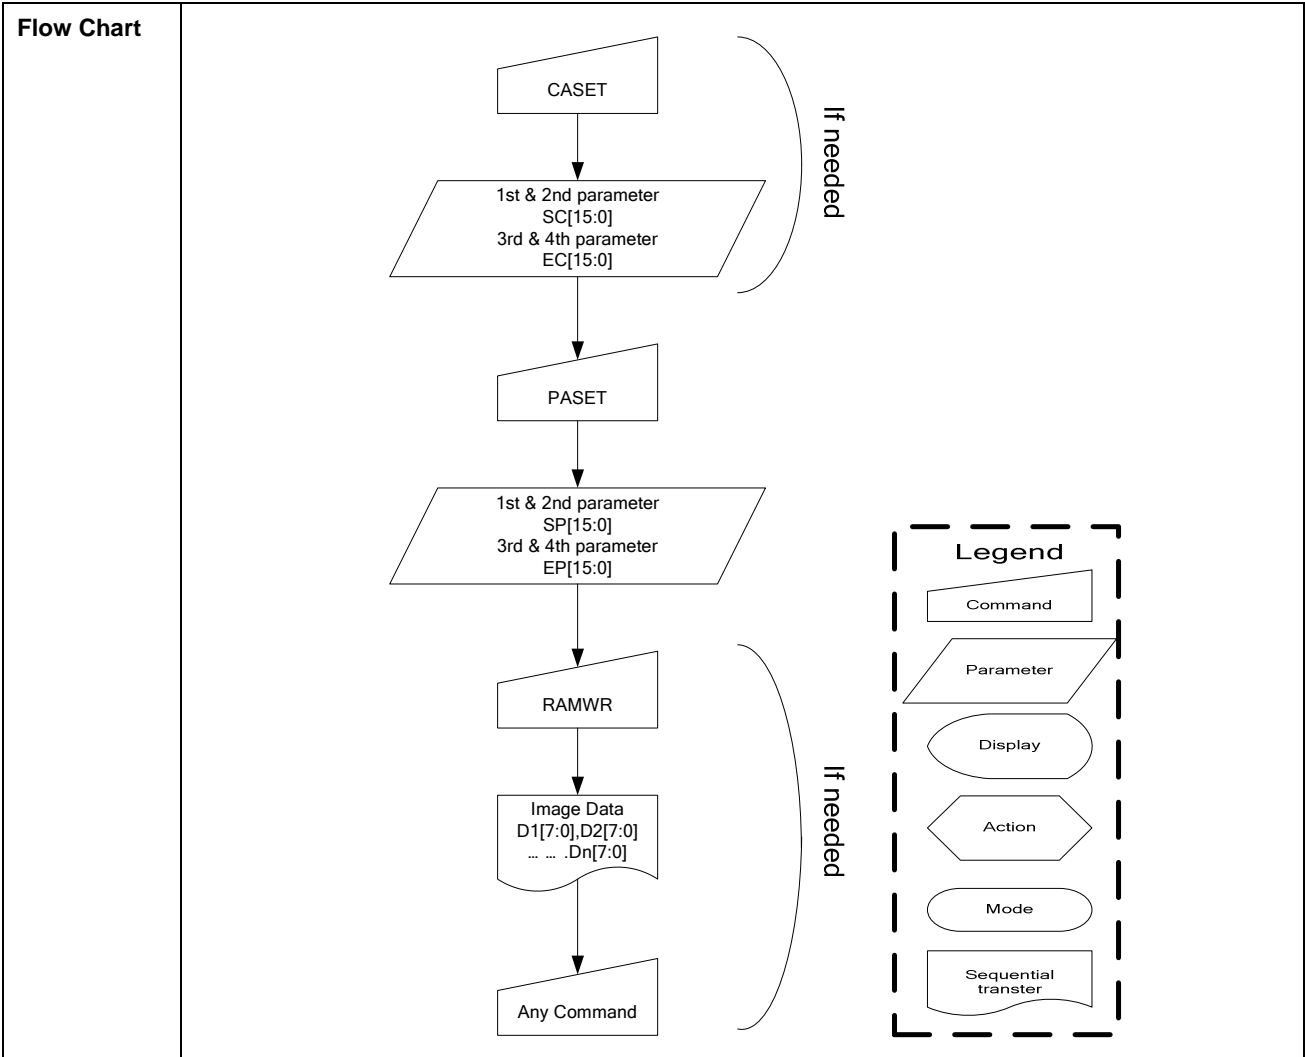 Flow Chart
CASET
If needed
1st & 2nd parameter
SC[15:0]
3rd & 4th parameter
EC[15:0]
PASET
1st & 2nd parameter
SP[15:0]
3rd & 4th parameter
EP[15:0]
RAMWR
If needed
Image Data
D1[7:0],D2[7:0]
... ... .Dn[7:0]
Any Command
Legend
Command
Parameter
Display
Action
Mode
Sequential
transter